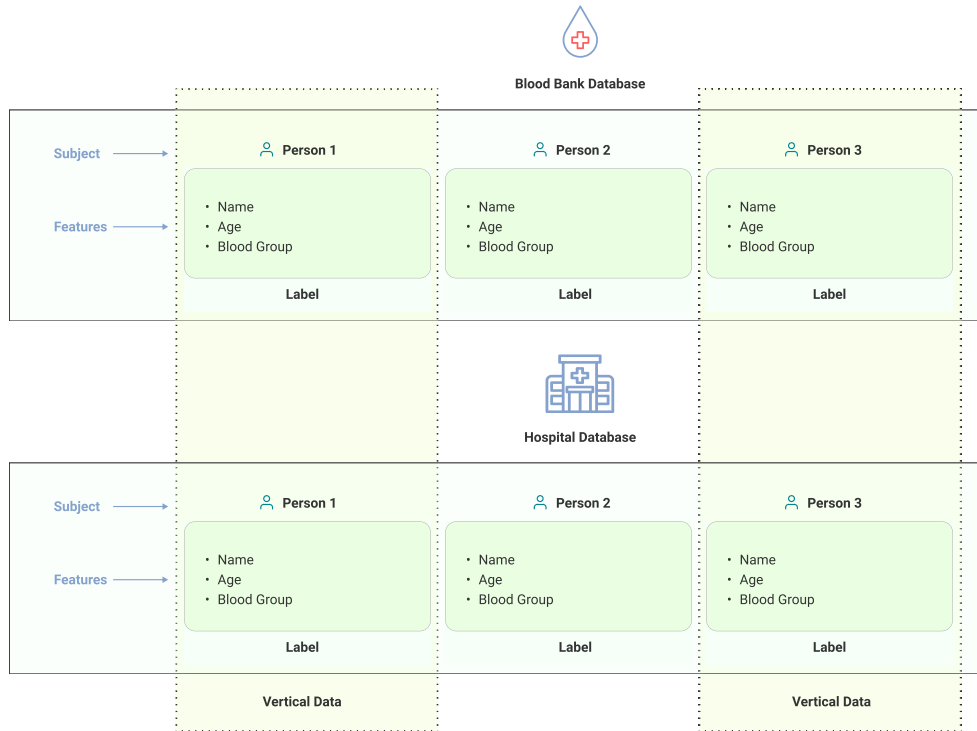 Blood Bank Database
Subject
Person 1
Person 2
Person 3
Features
• Name
• Age
• Blood Group
• Name
• Age
• Blood Group
• Name
• Age
• Blood Group
Label
Label
Label
Hospital Database
Subject
Person 1
Person 2
Person 3
Features
• Name
• Age
• Blood Group
• Name
• Age
• Blood Group
• Name
• Age
• Blood Group
Label
Label
Label
Vertical Data
Vertical Data